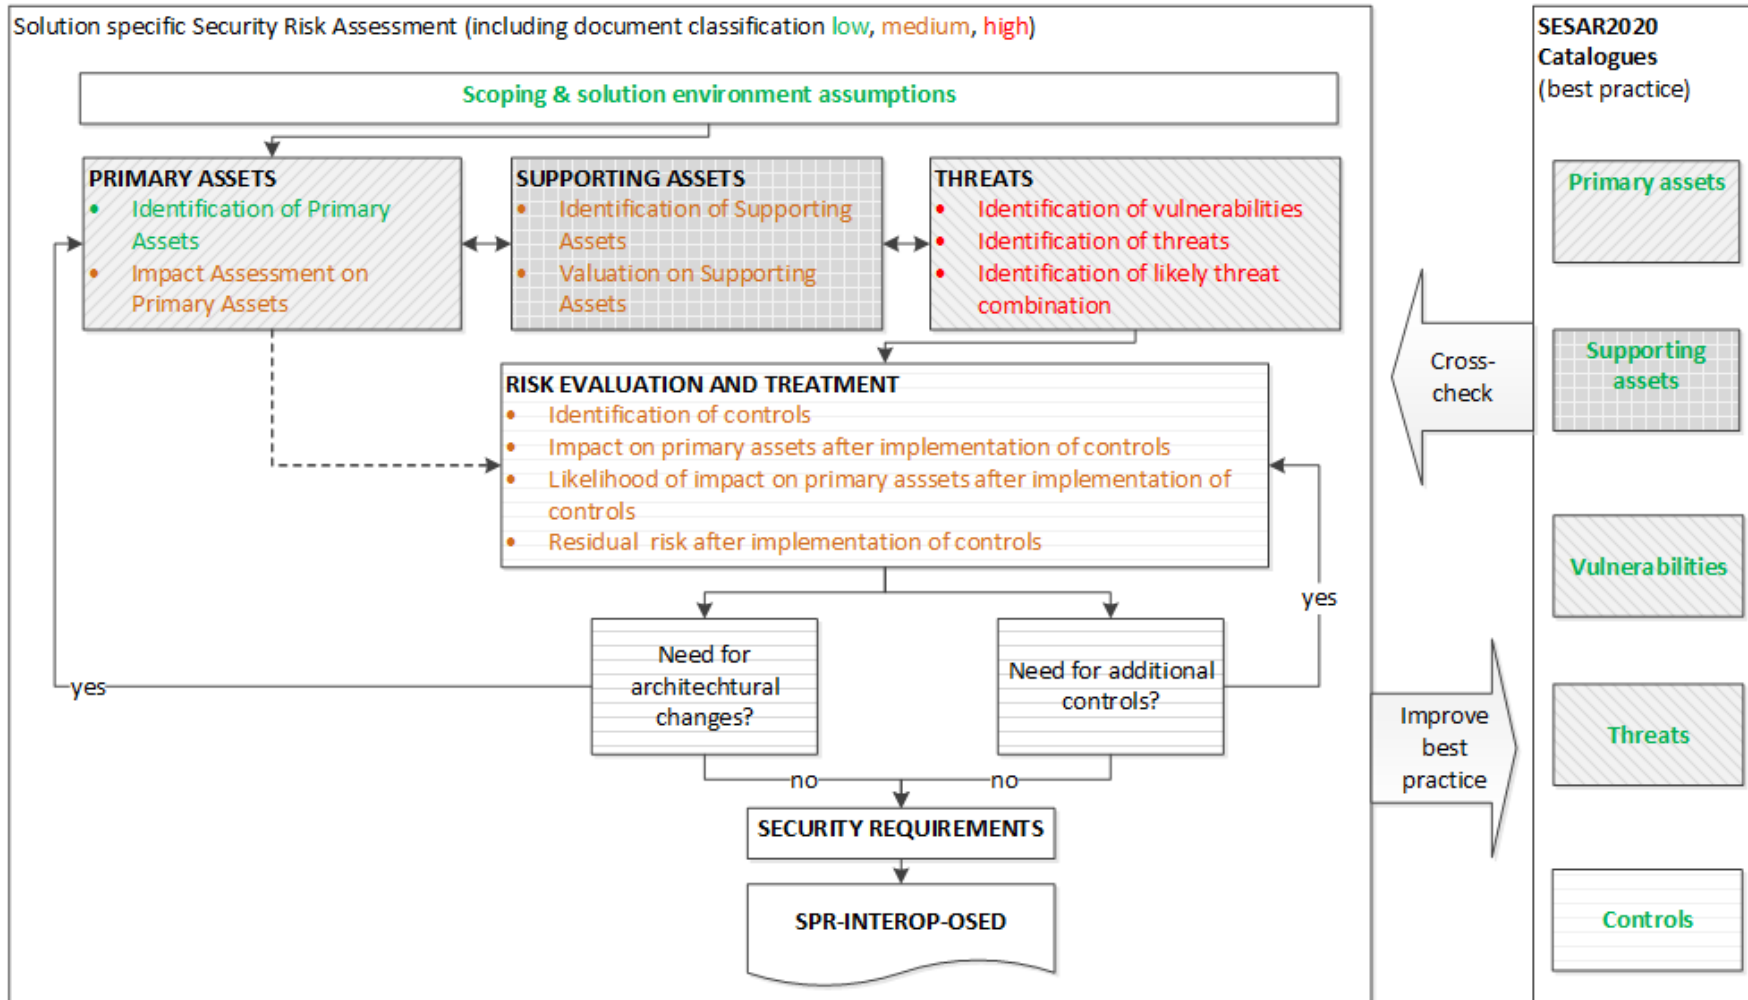 Solution specific Security Risk Assessment (including document classification low, medium, high)
Scoping & solution environment assumptions
PRIMARY ASSETS
• Identification of Primary
Assets
• Impact Assessment on
Primary Assets
SUPPORTING ASSETS
• Identification of Supporting
Assets
• Valuation on Supporting
Assets
THREATS
• Identification of vulnerabilities
• Identification of threats
• Identification of likely threat
combination
RISK EVALUATION AND TREATMENT
• Identification of controls
• Impact on primary assets after implementation of controls
• Likelihood of impact on primary asssets after implementation of
controls
• Residual risk after implementation of controls
yes
Need for
architechtural
changes?
Need for additional
controls?
yes
no
no
SECURITY REQUIREMENTS
SPR-INTEROP-OSED
Cross-
check
Improve
best
practice
SESAR2020
Catalogues
(best practice)
Primary assets
Supporting
assets
Vulnerabilities
Threats
Controls